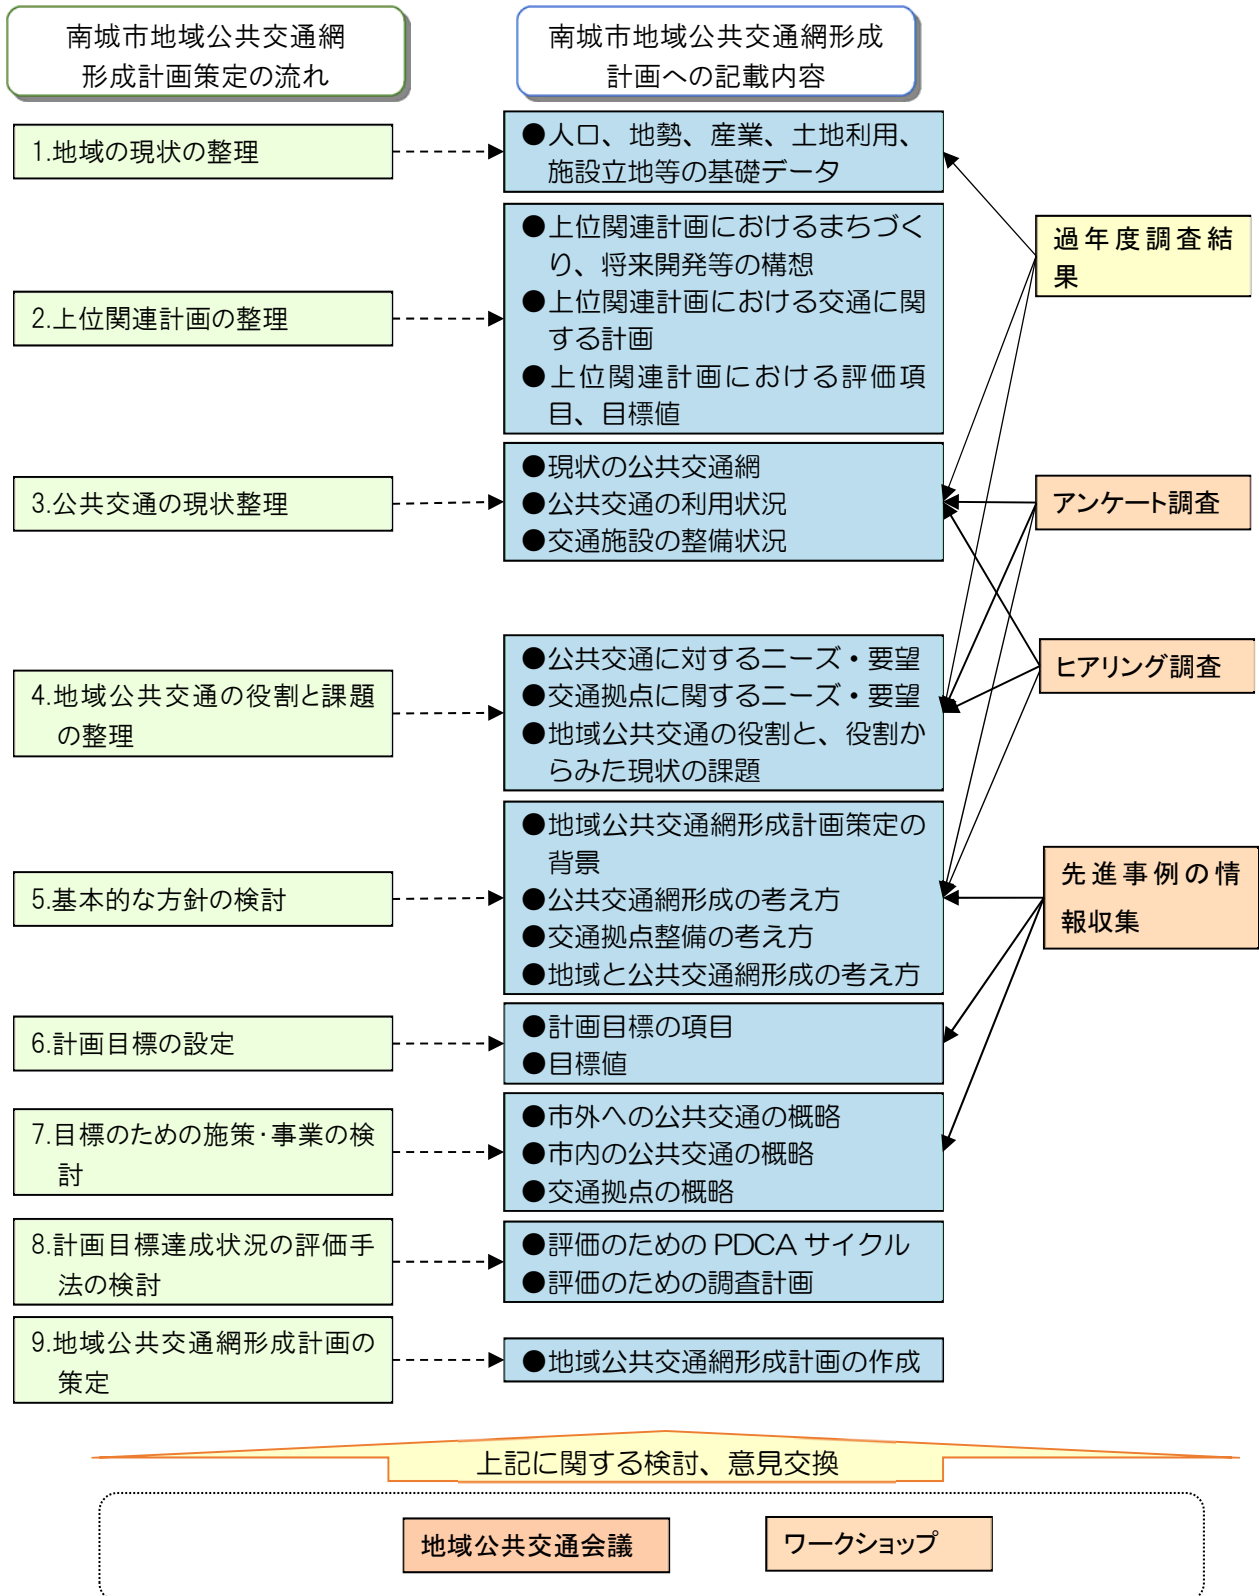 南城市地域公共交通網
形成計画策定の流れ
南城市地域公共交通網形成
計画への記載内容
1.地域の現状の整理
●人口、地勢、産業、土地利用、
施設立地等の基礎データ
過年度調査結
果
2.上位関連計画の整理
●上位関連計画におけるまちづく
り、将来開発等の構想
●上位関連計画における交通に関
する計画
●上位関連計画における評価項
目、目標値
3.公共交通の現状整理
●現状の公共交通網
●公共交通の利用状況
●交通施設の整備状況
アンケート調査
ヒアリング調査
4.地域公共交通の役割と課題
の整理
●公共交通に対するニーズ・要望
●交通拠点に関するニーズ・要望
●地域公共交通の役割と、役割か
らみた現状の課題
5.基本的な方針の検討
●地域公共交通網形成計画策定の
背景
●公共交通網形成の考え方
●交通拠点整備の考え方
●地域と公共交通網形成の考え方
先進事例の情
報収集
6.計画目標の設定
●計画目標の項目
●目標値
7.目標のための施策・事業の検
討
●市外への公共交通の概略
●市内の公共交通の概略
●交通拠点の概略
8.計画目標達成状況の評価手
法の検討
●評価のための PDCA サイクル
●評価のための調査計画
9.地域公共交通網形成計画の
策定
●地域公共交通網形成計画の作成
上記に関する検討、意見交換
地域公共交通会議
ワークショップ